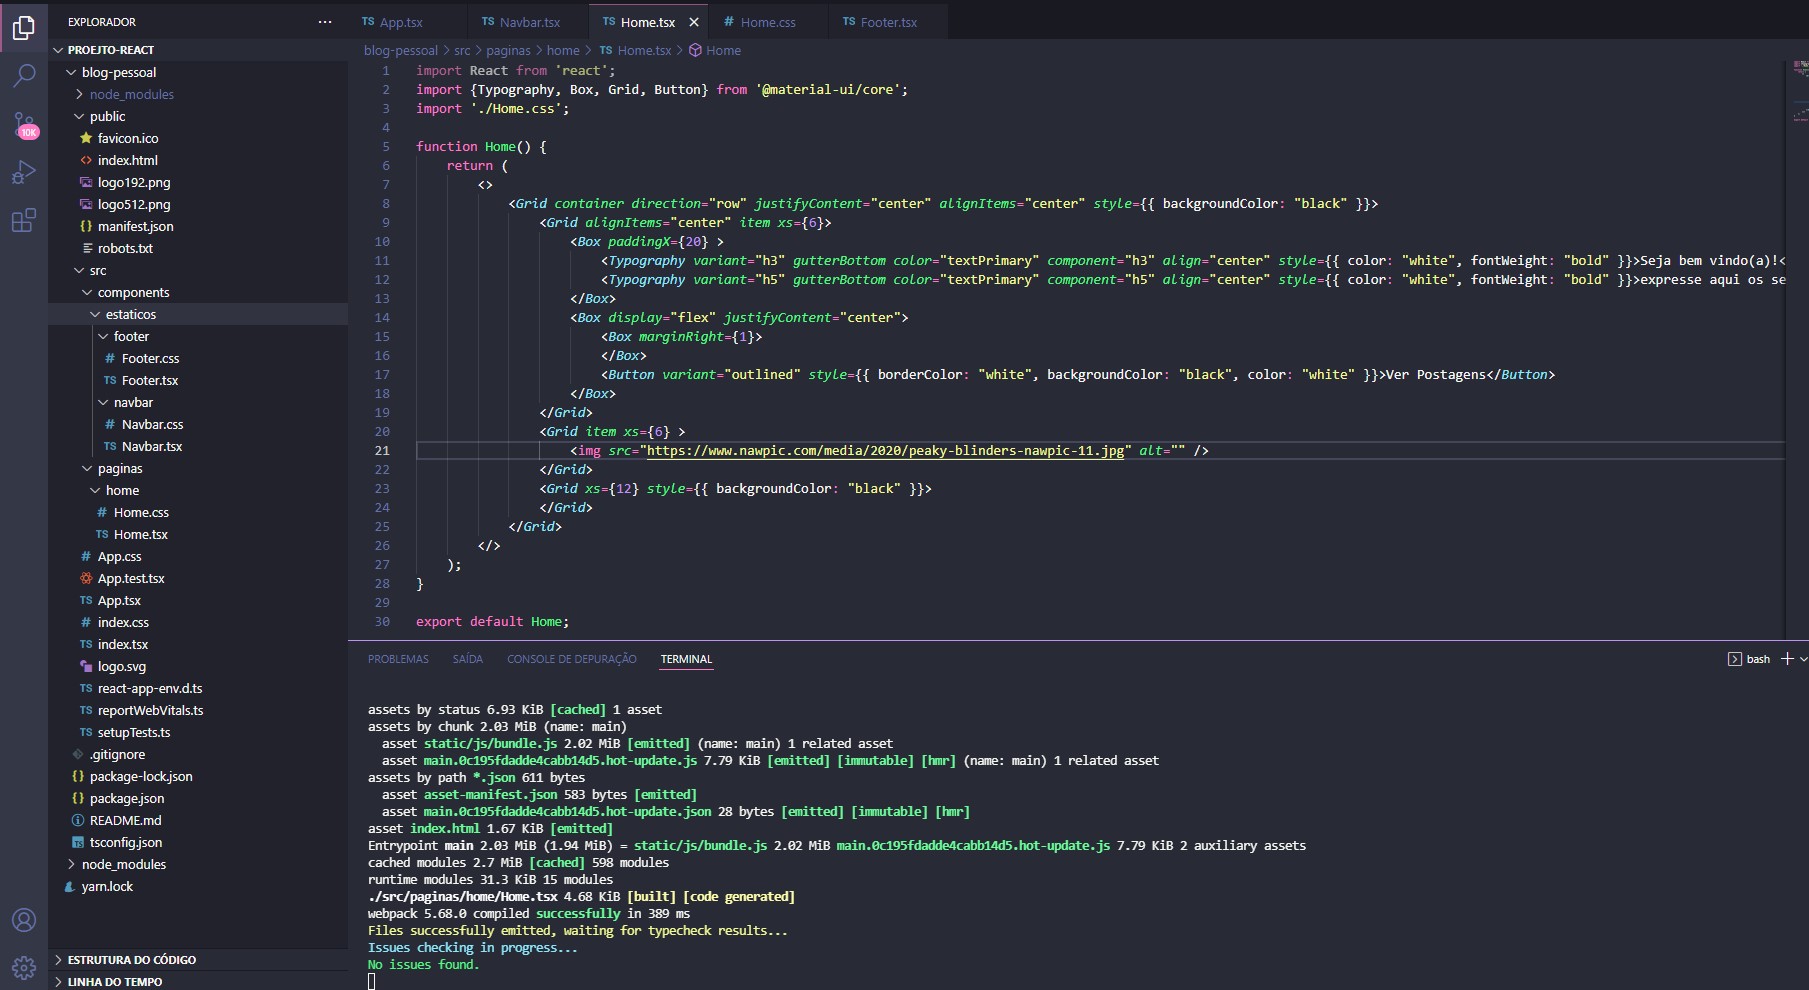 EXPLORADOR
PROEJTO-REACT
blog-pessoal
node_modules
public
favicon.ico
index.html
logo192.png
logo512.png
manifest.json
robots.txt
src
components
estaticos
footer
Footer.css
Footer.tsx
navbar
Navbar.css
Navbar.tsx
paginas
home
Home.css
Home.tsx
App.css
App.test.tsx
App.tsx
index.css
index.tsx
logo.svg
react-app-env.d.ts
reportWebVitals.ts
setupTests.ts
.gitignore
package-lock.json
package.json
README.md
tsconfig.json
node_modules
yarn.lock
ESTRUTURA DO CÓDIGO
LINHA DO TEMPO
10K
TS App.tsx TS Navbar.tsx TS Home.tsx # Home.css TS Footer.tsx
blog-pessoal > src > paginas > home > TS Home.tsx > Home
1 import React from 'react';
2 import {Typography, Box, Grid, Button} from '@material-ui/core';
3 import './Home.css';
4
5 function Home() {
6 return (
7 <>
8 <Grid container direction="row" justifyContent="center" alignItems="center" style={{ backgroundColor: "black" }}>
9 <Grid alignItems="center" item xs={6}>
10 <Box paddingX={20} >
11 <Typography variant="h3" gutterBottom color="textPrimary" component="h3" align="center" style={{ color: "white", fontWeight: "bold" }}>Seja bem vindo(a)!<
12 <Typography variant="h5" gutterBottom color="textPrimary" component="h5" align="center" style={{ color: "white", fontWeight: "bold" }}>expresse aqui os se
13 </Box>
14 <Box display="flex" justifyContent="center">
15 <Box marginRight={1}>
16 </Box>
17 <Button variant="outlined" style={{ borderColor: "white", backgroundColor: "black", color: "white" }}>Ver Postagens</Button>
18 </Box>
19 </Grid>
20 <Grid item xs={6} >
21 <img src="https://www.nawpic.com/media/2020/peaky-blinders-nawpic-11.jpg" alt="" />
22 </Grid>
23 <Grid xs={12} style={{ backgroundColor: "black" }}>
24 </Grid>
25 </Grid>
26 </>
27 );
28 }
29
30 export default Home;
PROBLEMAS SAÍDA CONSOLE DE DEPURAÇÃO TERMINAL
bash
assets by status 6.93 KiB [cached] 1 asset
assets by chunk 2.03 MiB (name: main)
asset static/js/bundle.js 2.02 MiB [emitted] (name: main) 1 related asset
asset main.0c195fdadde4cabb14d5.hot-update.js 7.79 KiB [emitted] [immutable] [hmr] (name: main) 1 related asset
assets by path *.json 611 bytes
asset asset-manifest.json 583 bytes [emitted]
asset main.0c195fdadde4cabb14d5.hot-update.json 28 bytes [emitted] [immutable] [hmr]
asset index.html 1.67 KiB [emitted]
Entrypoint main 2.03 MiB (1.94 MiB) = static/js/bundle.js 2.02 MiB main.0c195fdadde4cabb14d5.hot-update.js 7.79 KiB 2 auxiliary assets
cached modules 2.7 MiB [cached] 598 modules
runtime modules 31.3 KiB 15 modules
./src/paginas/home/Home.tsx 4.68 KiB [built] [code generated]
webpack 5.68.0 compiled successfully in 389 ms
Files successfully emitted, waiting for typecheck results...
Issues checking in progress...
No issues found.